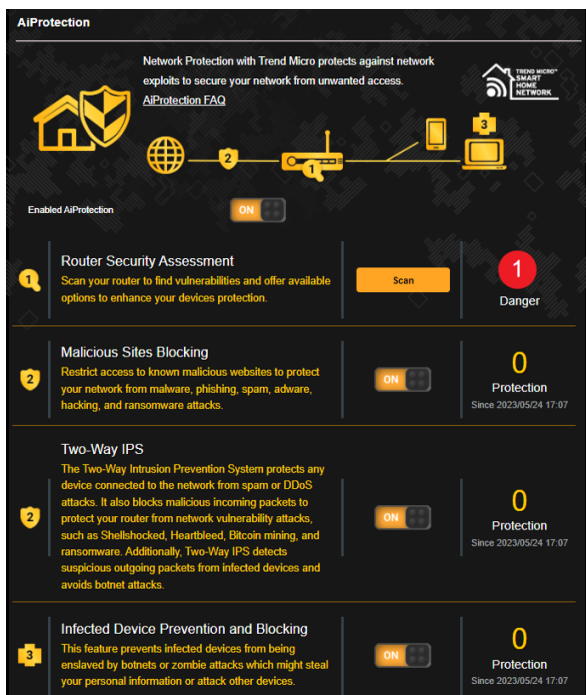 AiProtection
Network Protection with Trend Micro protects against network
exploits to secure your network from unwanted access.
AiProtection FAQ
TREND MICRO™
SMART
HOME
NETWORK
3
2
1
Enabled AiProtection
ON
1
Router Security Assessment
Scan your router to find vulnerabilities and offer available
options to enhance your devices protection.
Scan
1
Danger
2
Malicious Sites Blocking
Restrict access to known malicious websites to protect
your network from malware, phishing, spam, adware,
hacking, and ransomware attacks.
ON
0
Protection
Since 2023/05/24 17:07
2
Two-Way IPS
The Two-Way Intrusion Prevention System protects any
device connected to the network from spam or DDoS
attacks. It also blocks malicious incoming packets to
protect your router from network vulnerability attacks,
such as Shellshocked, Heartbleed, Bitcoin mining, and
ransomware. Additionally, Two-Way IPS detects
suspicious outgoing packets from infected devices and
avoids botnet attacks.
ON
0
Protection
Since 2023/05/24 17:07
3
Infected Device Prevention and Blocking
This feature prevents infected devices from being
enslaved by botnets or zombie attacks which might steal
your personal information or attack other devices.
ON
0
Protection
Since 2023/05/24 17:07